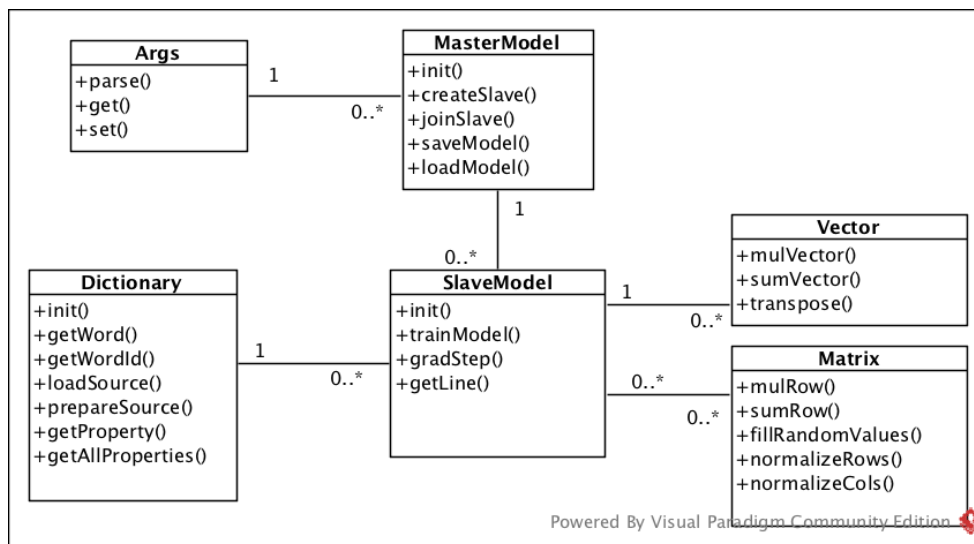 Args
+parse()
+get()
+set()
1
0..*
MasterModel
+init()
+createSlave()
+joinSlave()
+saveModel()
+loadModel()
1
0..*
Dictionary
+init()
+getWord()
+getWordId()
+loadSource()
+prepareSource()
+getProperty()
+getAllProperties()
1
0..*
SlaveModel
+init()
+trainModel()
+gradStep()
+getLine()
1
0..*
Vector
+mulVector()
+sumVector()
+transpose()
0..*
0..*
Matrix
+mulRow()
+sumRow()
+fillRandomValues()
+normalizeRows()
+normalizeCols()
Powered By Visual Paradigm Community Edition